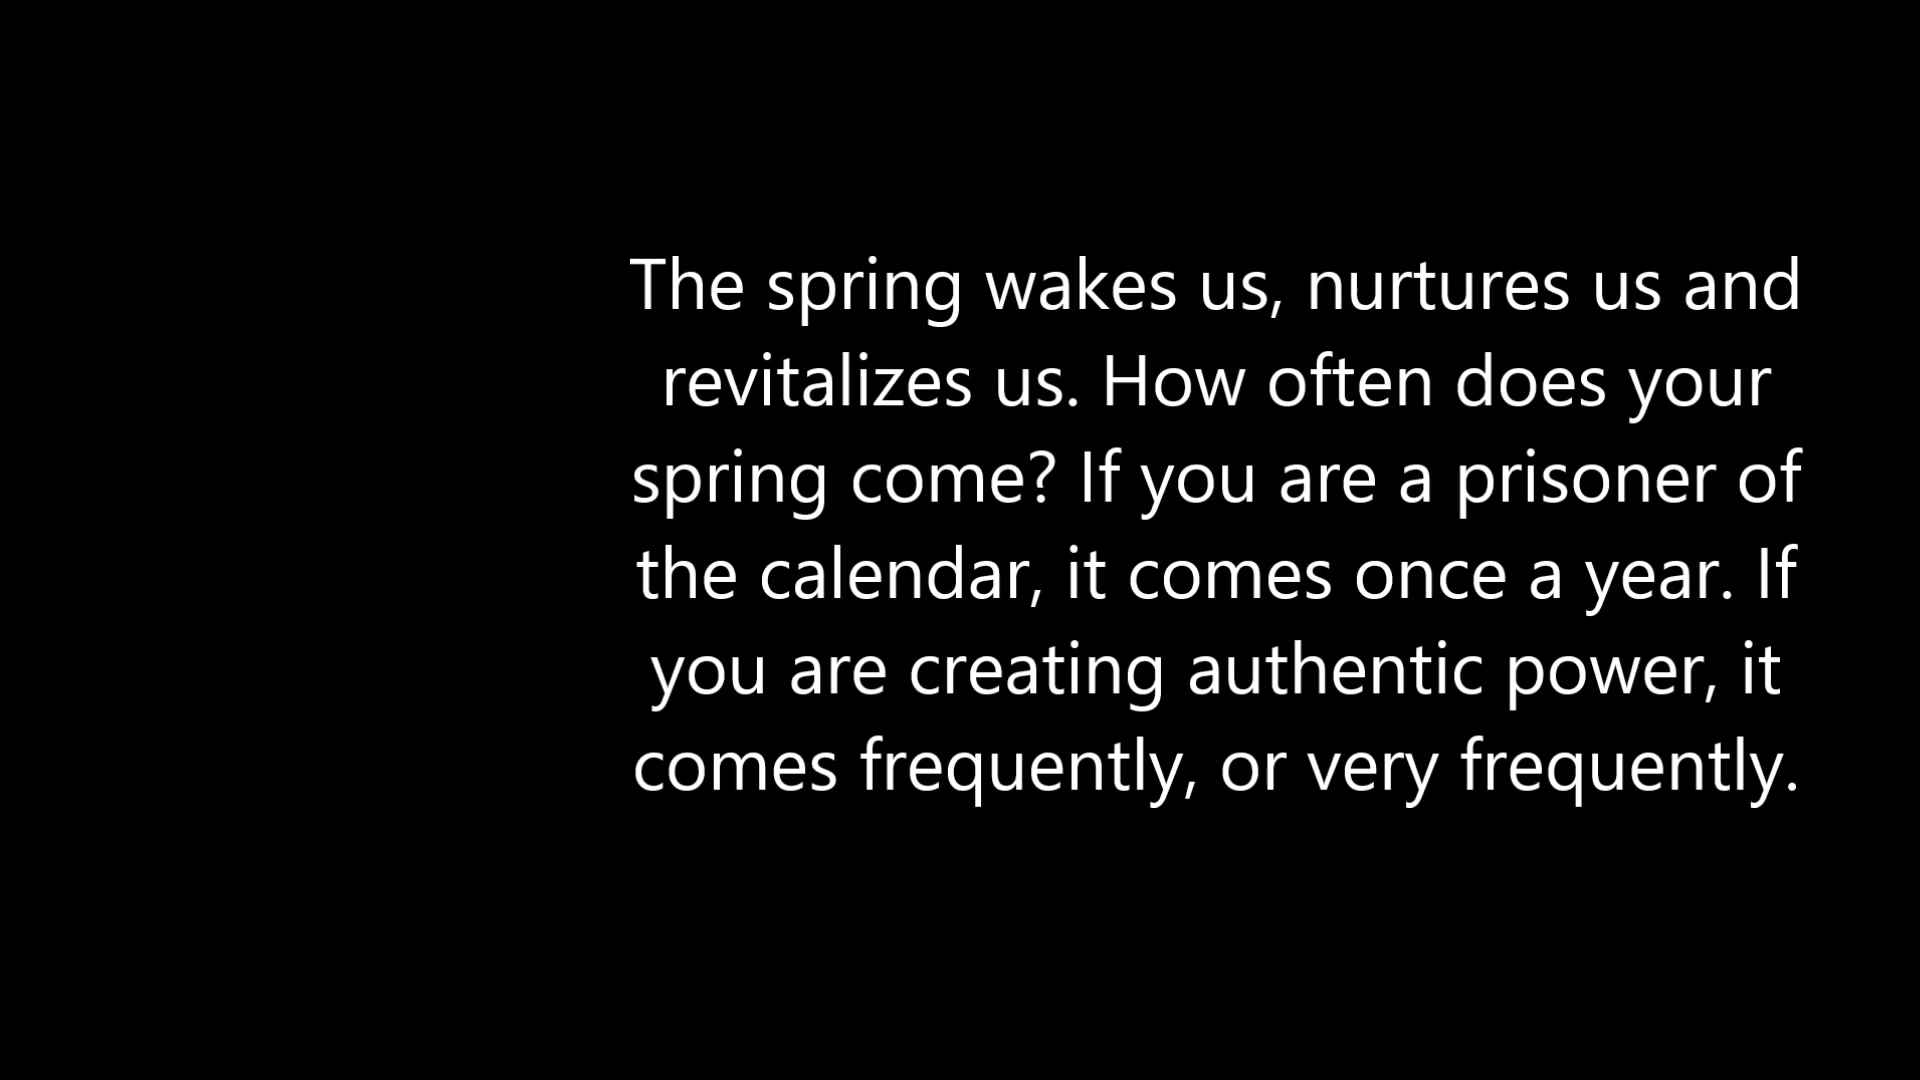 The spring wakes us, nurtures us and
revitalizes us. How often does your
spring come? If you are a prisoner of
the calendar, it comes once a year. If
you are creating authentic power, it
comes frequently, or very frequently.